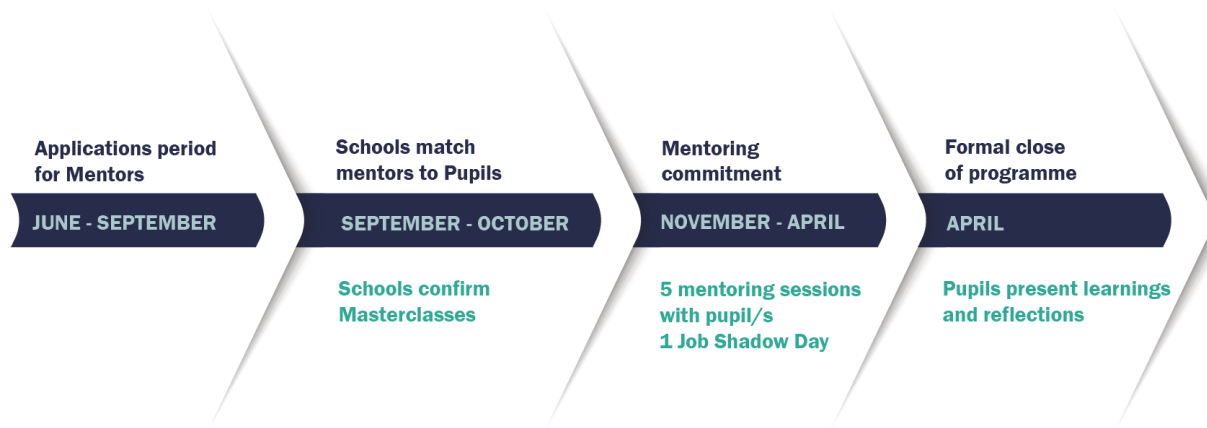 Applications period
for Mentors
JUNE - SEPTEMBER
Schools match
mentors to Pupils
SEPTEMBER - OCTOBER
Schools confirm
Masterclasses
Mentoring
commitment
NOVEMBER - APRIL
5 mentoring sessions
with pupil/s
1 Job Shadow Day
Formal close
of programme
APRIL
Pupils present learnings
and reflections